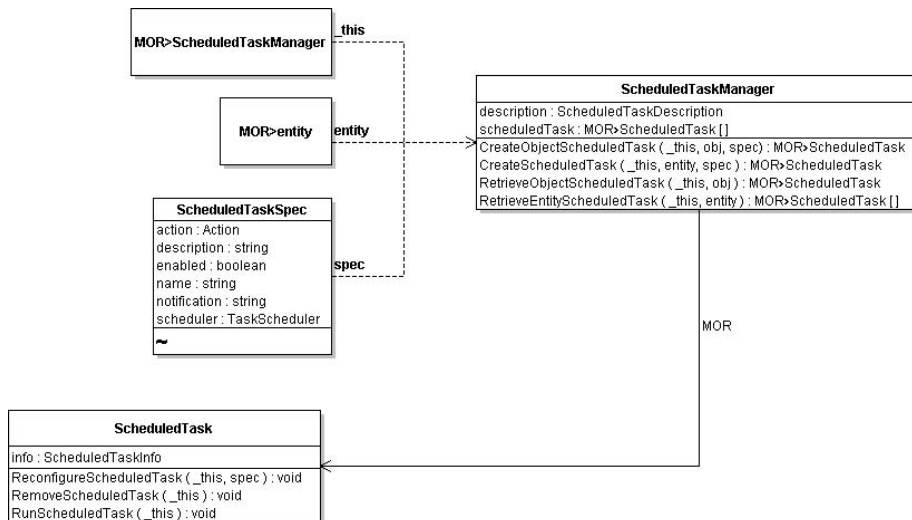 MOR>ScheduledTaskManager
_this
MOR>entity
entity
ScheduledTaskSpec
action : Action
description : string
enabled : boolean
name : string
notification : string
scheduler : TaskScheduler
~
spec
ScheduledTaskManager
description : ScheduledTaskDescription
scheduledTask : MOR>ScheduledTask [ ]
CreateObjectScheduledTask ( _this, obj, spec) : MOR>ScheduledTask
CreateScheduledTask ( _this, entity, spec ) : MOR>ScheduledTask
RetrieveObjectScheduledTask ( _this, obj ) : MOR>ScheduledTask
RetrieveEntityScheduledTask ( _this, entity ) : MOR>ScheduledTask [ ]
MOR
ScheduledTask
info : ScheduledTaskInfo
ReconfigureScheduledTask ( _this, spec ) : void
RemoveScheduledTask ( _this ) : void
RunScheduledTask ( _this ) : void